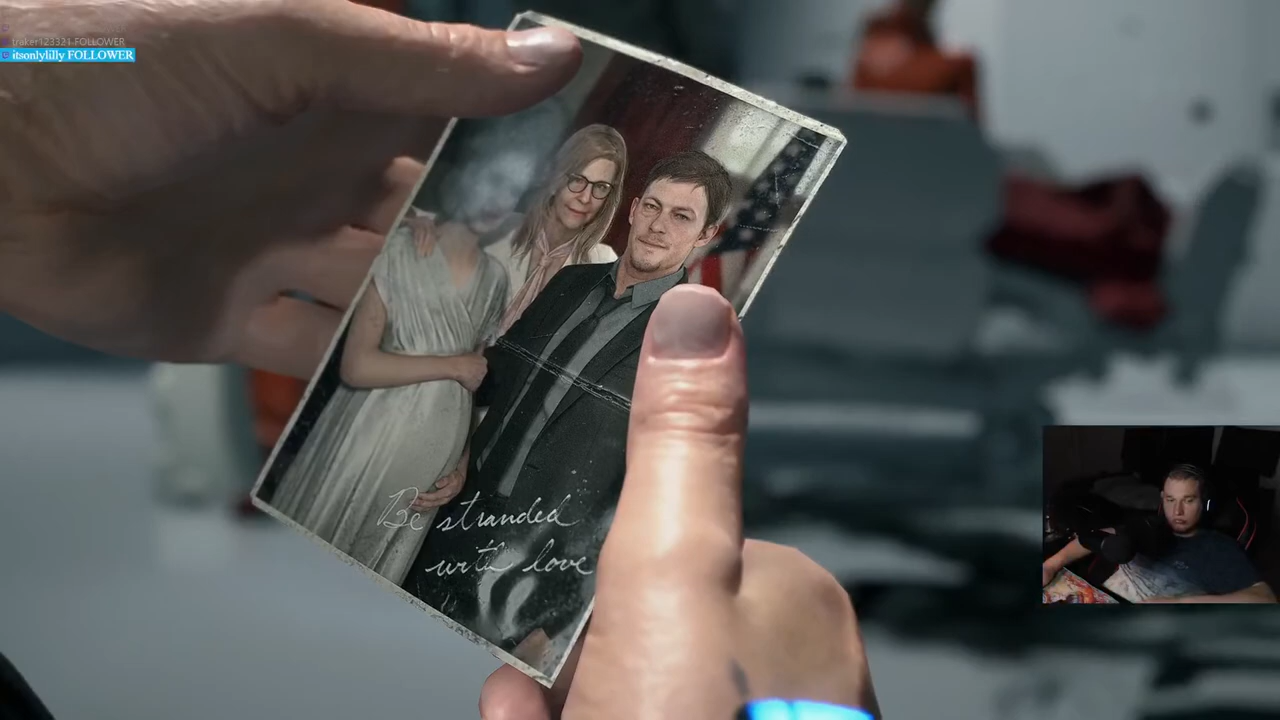 traker123321 FOLLOWER
itsonlylilly FOLLOWER
Be stranded
with love